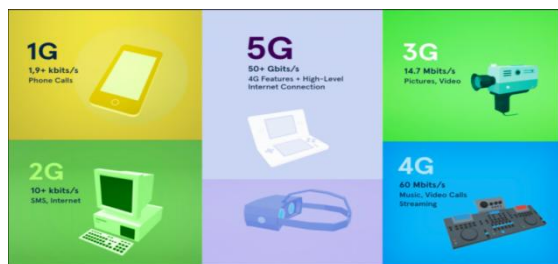 1G
1,9+ kbits/s
Phone Calls
2G
10+ kbits/s
SMS, Internet
5G
50+ Gbits/s
4G Features + High-Level
Internet Connection
3G
14.7 Mbits/s
Pictures, Video
4G
60 Mbits/s
Music, Video Calls
Streaming